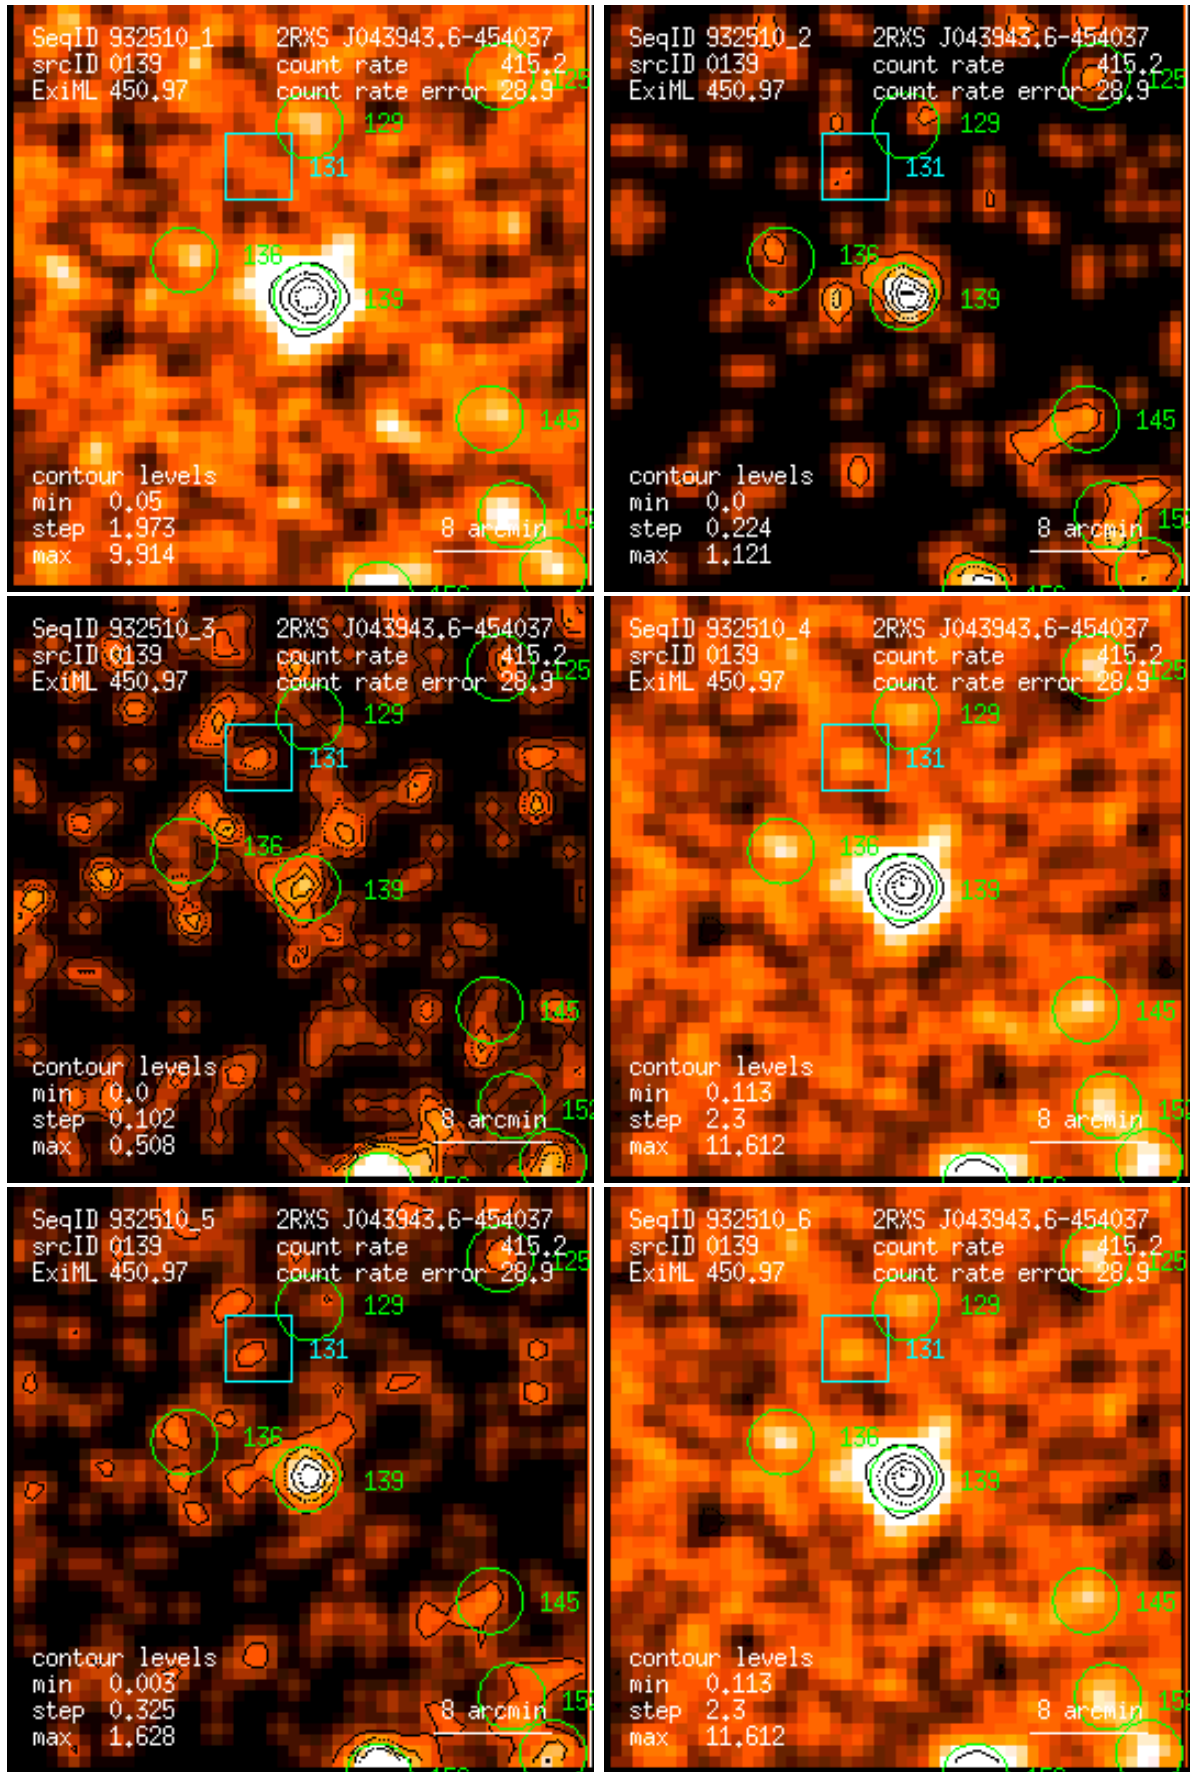 SeqID 932510_1 2RXS J043943.6-454037
srcID 0139 count rate 415.2
ExiML 450.97 count rate error 28.9
125
129
131
136
139
145
contour levels
min 0.05
step 1.973 8 arcmin
max 9.914
SeqID 932510_2 2RXS J043943.6-454037
srcID 0139 count rate 415.2
ExiML 450.97 count rate error 28.9
125
129
131
136
139
145
contour levels
min 0.0
step 0.224 8 arcmin
max 1.121
SeqID 932510_3 2RXS J043943.6-454037
srcID 0139 count rate 415.2
ExiML 450.97 count rate error 28.9
125
129
131
136
139
145
contour levels
min 0.0 152
step 0.102 8 arcmin
max 0.508
SeqID 932510_4 2RXS J043943.6-454037
srcID 0139 count rate 415.2
ExiML 450.97 count rate error 28.9
125
129
131
136
139
145
contour levels
min 0.113
step 2.3 8 arcmin
max 11.612
SeqID 932510_5 2RXS J043943.6-454037
srcID 0139 count rate 415.2
ExiML 450.97 count rate error 28.9
125
129
131
136
139
145
contour levels
min 0.003
step 0.325 8 arcmin
max 1.628
SeqID 932510_6 2RXS J043943.6-454037
srcID 0139 count rate 415.2
ExiML 450.97 count rate error 28.9
125
129
131
136
139
145
contour levels
min 0.113
step 2.3 8 arcmin
max 11.612